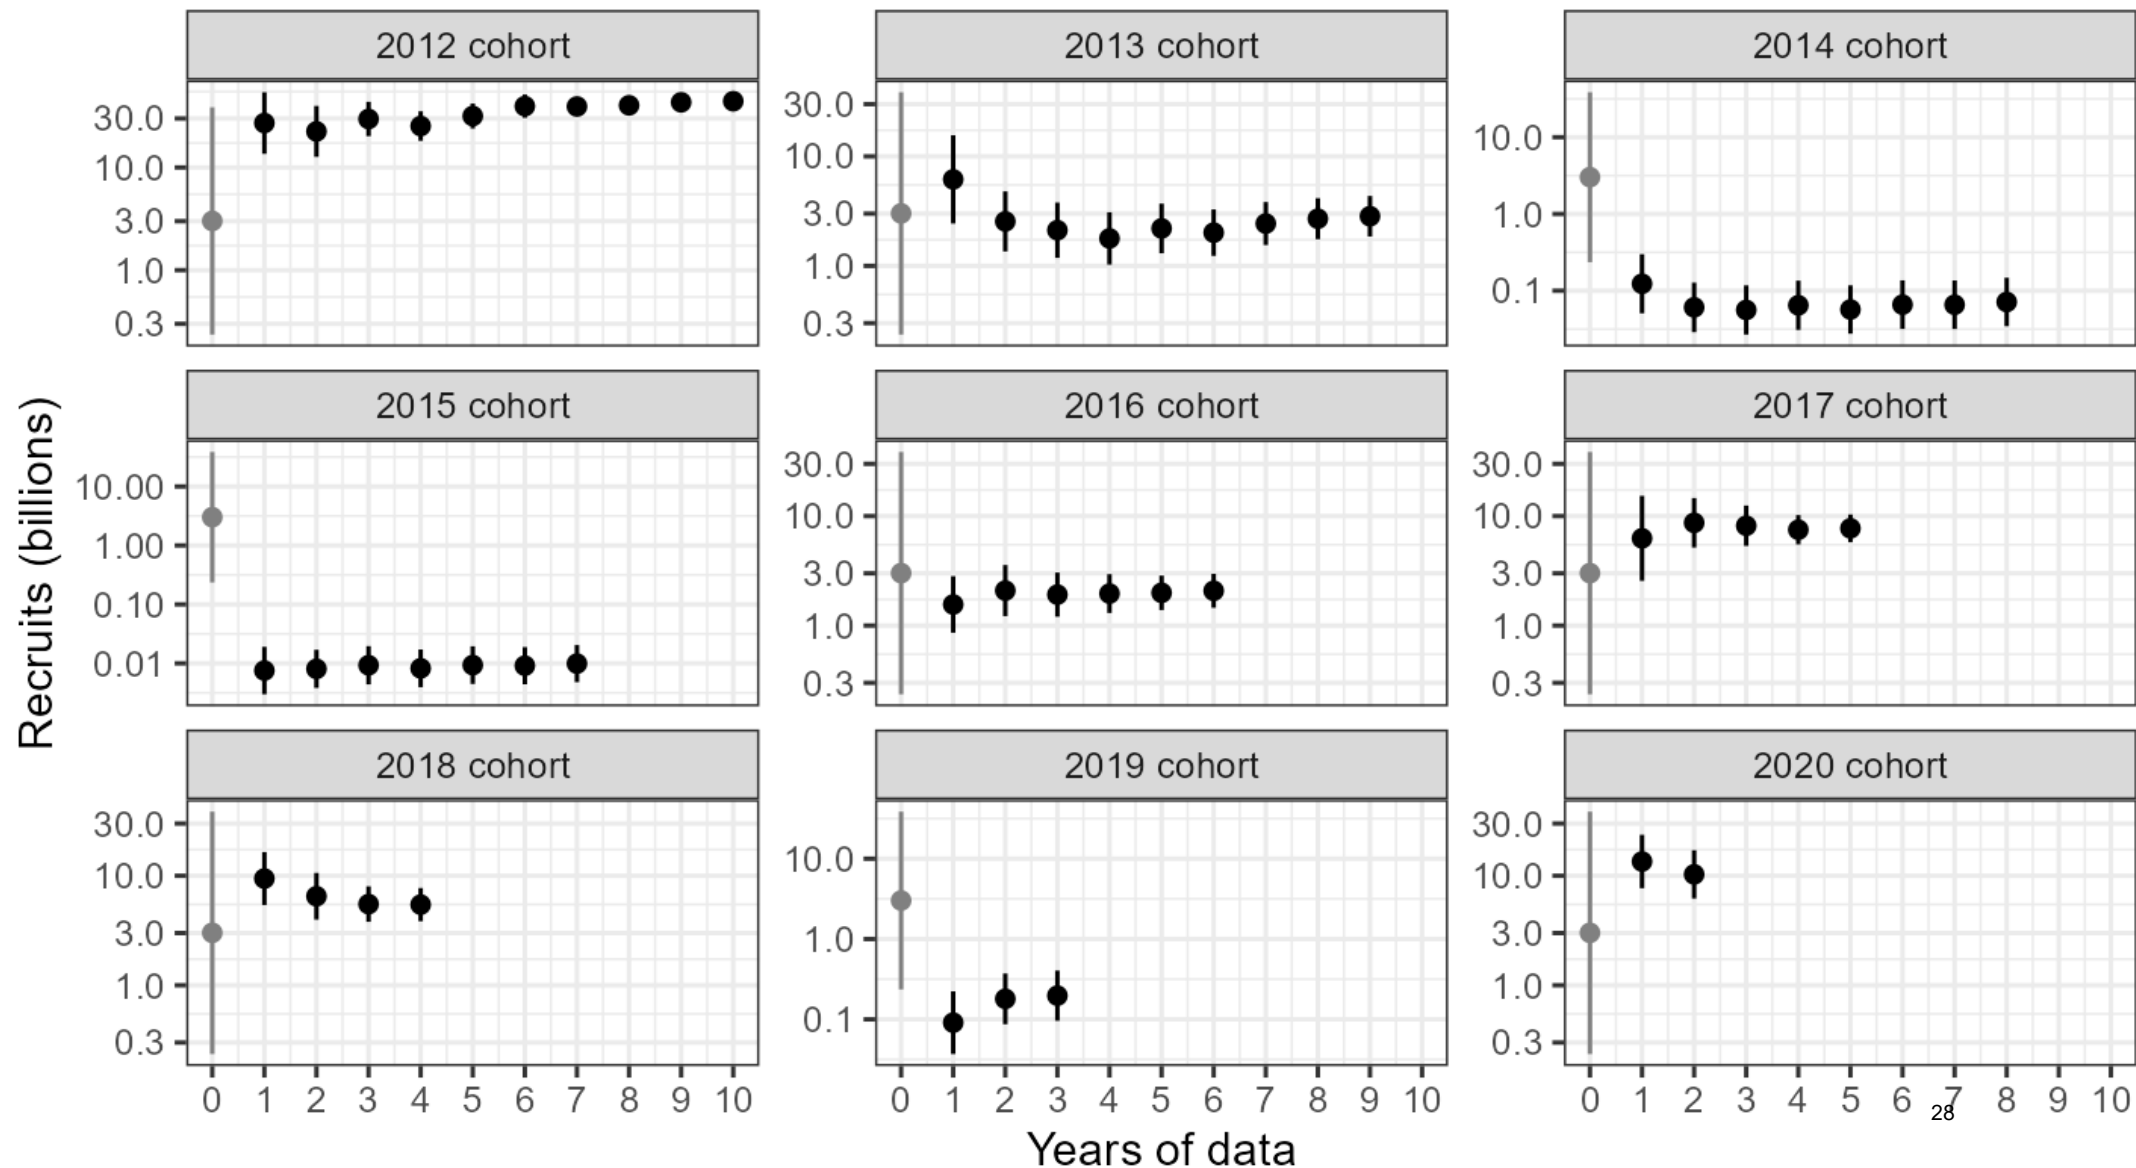 2012 cohort
2013 cohort
2014 cohort
30.0
10.0
3.0
1.0
0.3
30.0
10.0
3.0
1.0
0.3
10.0
1.0
0.1
2015 cohort
2016 cohort
2017 cohort
10.00
1.00
0.10
0.01
30.0
10.0
3.0
1.0
0.3
30.0
10.0
3.0
1.0
0.3
Recruits (billions)
2018 cohort
2019 cohort
2020 cohort
30.0
10.0
3.0
1.0
0.3
10.0
1.0
0.1
30.0
10.0
3.0
1.0
0.3
0 1 2 3 4 5 6 7 8 9 10
0 1 2 3 4 5 6 7 8 9 10
0 1 2 3 4 5 6 7 8 9 10
28
Years of data